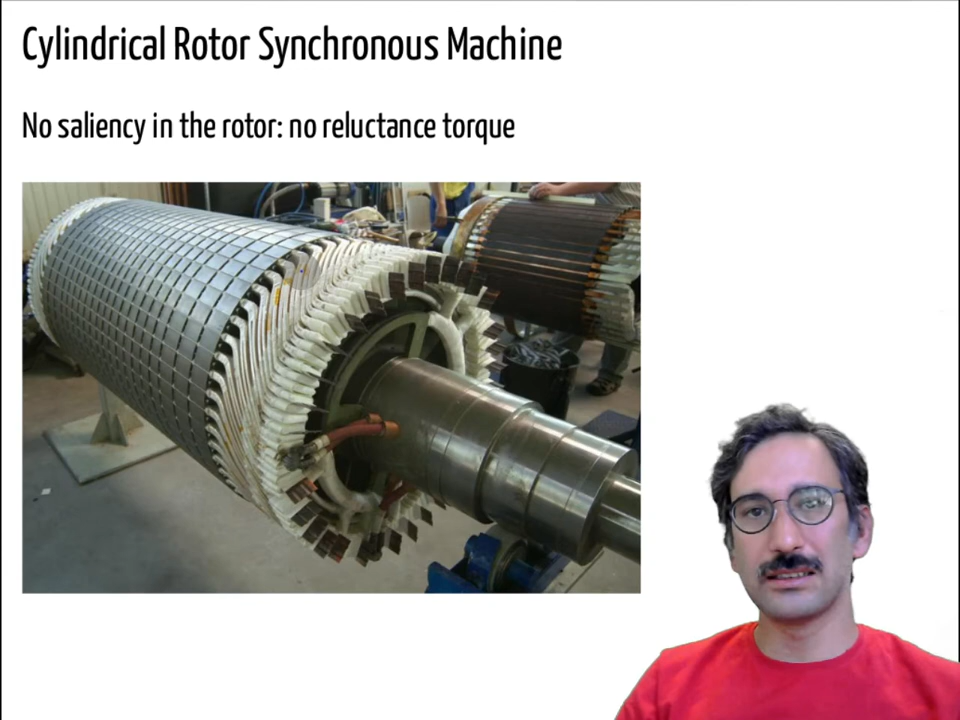 Cylindrical Rotor Synchronous Machine
No saliency in the rotor: no reluctance torque